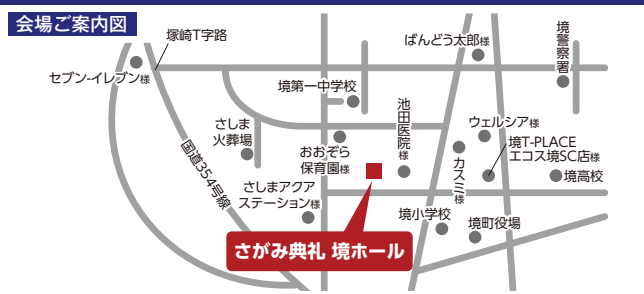 会場ご案内図
塚崎T字路
セブン-イレブン様
ばんどう太郎様
境警察署
境第一中学校
さしま
火葬場
おおぞら
保育園様
池田医院様
ウェルシア様
境T-PLACE
エコス境SC店様
カスミ様
境高校
国道354号線
さしまアクア
ステーション様
境小学校
境町役場
さがみ典礼 境ホール